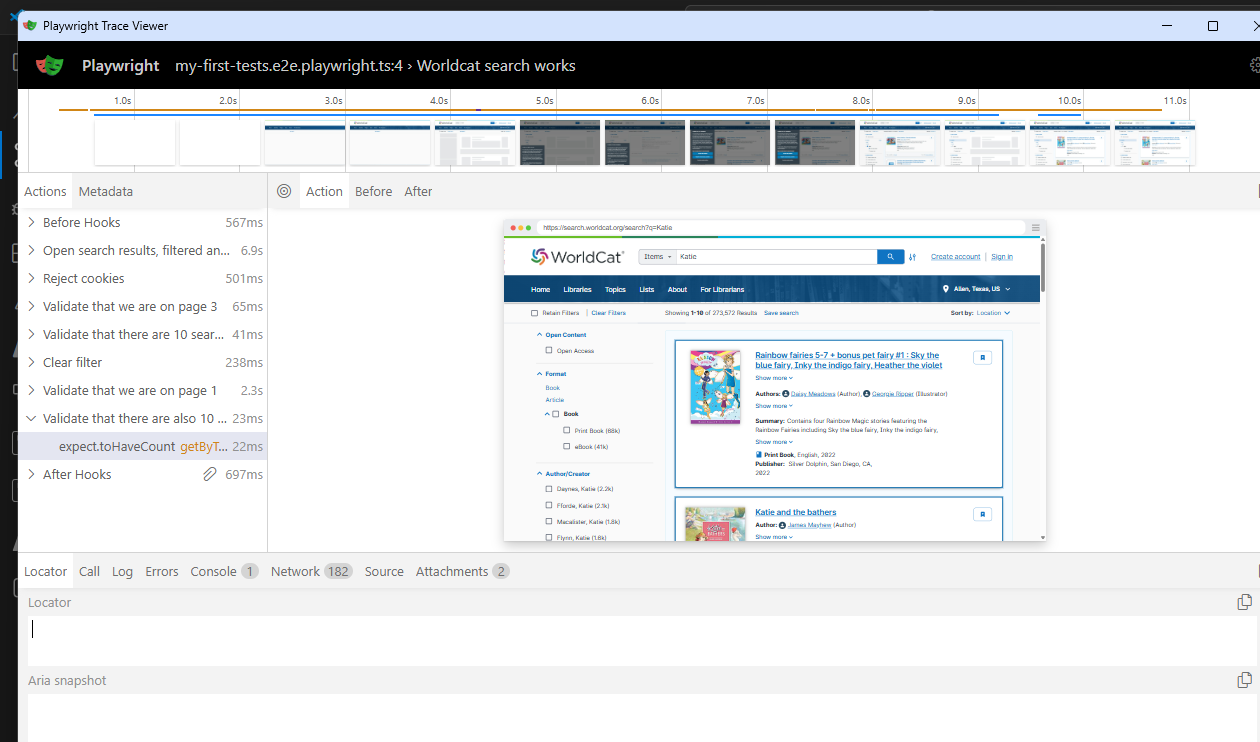 Playwright Trace Viewer
Playwright my-first-tests.e2e.playwright.ts:4 › Worldcat search works
1.0s 2.0s 3.0s 4.0s 5.0s 6.0s 7.0s 8.0s 9.0s 10.0s 11.0s
Actions Metadata
Action Before After
Before Hooks 567ms
Open search results, filtered an... 6.9s
Reject cookies 501ms
Validate that we are on page 3 65ms
Validate that there are 10 sear... 41ms
Clear filter 238ms
Validate that we are on page 1 2.3s
Validate that there are also 10 ... 23ms
expect.toHaveCount getByT... 22ms
After Hooks 697ms
https://search.worldcat.org/search?q=Katie
WorldCat Items Katie Create account | Sign in
Home Libraries Topics Lists About For Librarians Allen, Texas, US
Retain Filters | Clear Filters Showing 1-10 of 273,572 Results Save search Sort by: Location
Open Content
Open Access
Format
Book
Article
Book
Print Book (68k)
eBook (41k)
Author/Creator
Daynes, Katie (2.2k)
Fforde, Katie (2.1k)
Macalister, Katie (1.8k)
Flynn, Katie (1.6k)
Rainbow fairies 5-7 + bonus pet fairy #1 : Sky the
blue fairy, Inky the indigo fairy, Heather the violet
Show more
Authors: Daisy Meadows (Author), Georgie Ripper (Illustrator)
Show more
Summary: Contains four Rainbow Magic stories featuring the
Rainbow Fairies including Sky the blue fairy, Inky the indigo fairy,
Show more
Print Book, English, 2022
Publisher: Silver Dolphin, San Diego, CA,
2022
Katie and the bathers
Author: James Mayhew (Author)
Show more
Locator Call Log Errors Console 1 Network 182 Source Attachments 2
Locator
Aria snapshot